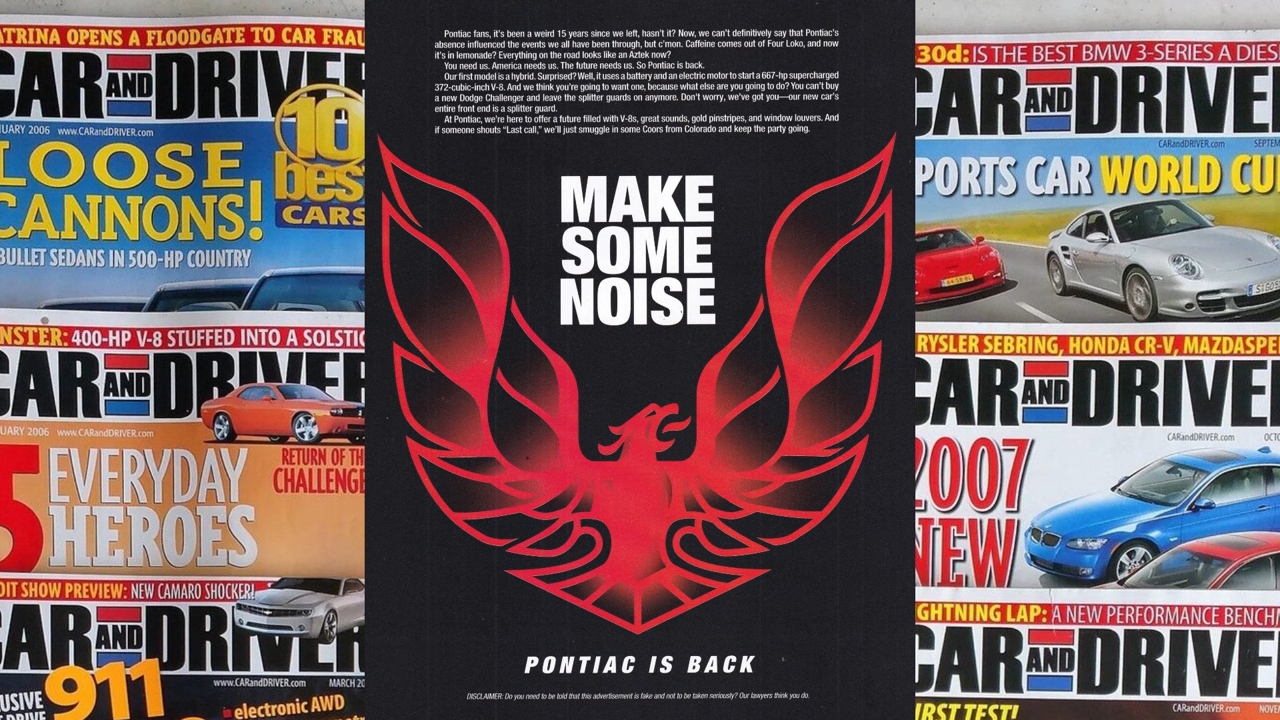 ATRINA OPENS A FLOODGATE TO CAR FRAU
CAR AND DRIV
UARY 2006 www.CARandDRIVER.com
10
best
CARS
LOOSE
CANNONS!
BULLET SEDANS IN 500-HP COUNTRY
NSTER: 400-HP V-8 STUFFED INTO A SOLSTIC
CAR AND DRIVE
UARY 2006 www.CARandDRIVER.com
5 EVERYDAY
HEROES
RETURN OF TH
CHALLENGE
OIT SHOW PREVIEW: NEW CAMARO SHOCKER!
CAR AND DRIVE
www.CARandDRIVER.com MARCH 20
USIVE
DRIVE
911
electronic AWD
Pontiac fans, it's been a weird 15 years since we left, hasn't it? Now, we can't definitively say that Pontiac's
absence influenced the events we all have been through, but c'mon. Caffeine comes out of Four Loko, and now
it's in lemonade? Everything on the road looks like an Aztek now?
You need us. America needs us. The future needs us. So Pontiac is back.
Our first model is a hybrid. Surprised? Well, it uses a battery and an electric motor to start a 667-hp supercharged
372-cubic-inch V-8. And we think you're going to want one, because what else are you going to do? You can't buy
a new Dodge Challenger and leave the splitter guards on anymore. Don't worry, we've got you—our new car's
entire front end is a splitter guard.
At Pontiac, we're here to offer a future filled with V-8s, great sounds, gold pinstripes, and window louvers. And
if someone shouts "Last call," we'll just smuggle in some Coors from Colorado and keep the party going.
MAKE
SOME
NOISE
PONTIAC IS BACK
DISCLAIMER: Do you need to be told that this advertisement is fake and not to be taken seriously? Our lawyers think you do.
30d: IS THE BEST BMW 3-SERIES A DIES
CAR AND DRIVE
CARandDRIVER.com SEPTEM
PORTS CAR WORLD CU
RYSLER SEBRING, HONDA CR-V, MAZDASPE
CAR AND DRIVE
CARandDRIVER.com OCTO
2007
NEW
GHTNING LAP: A NEW PERFORMANCE BENCH
CAR AND DRIVE
CARandDRIVER.com NOVE
IRST TEST!